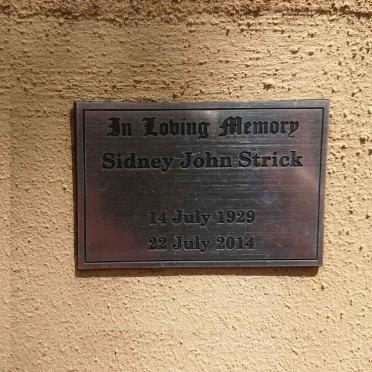 In Loving Memory
Sidney John Strick
14 July 1929
22 July 2014